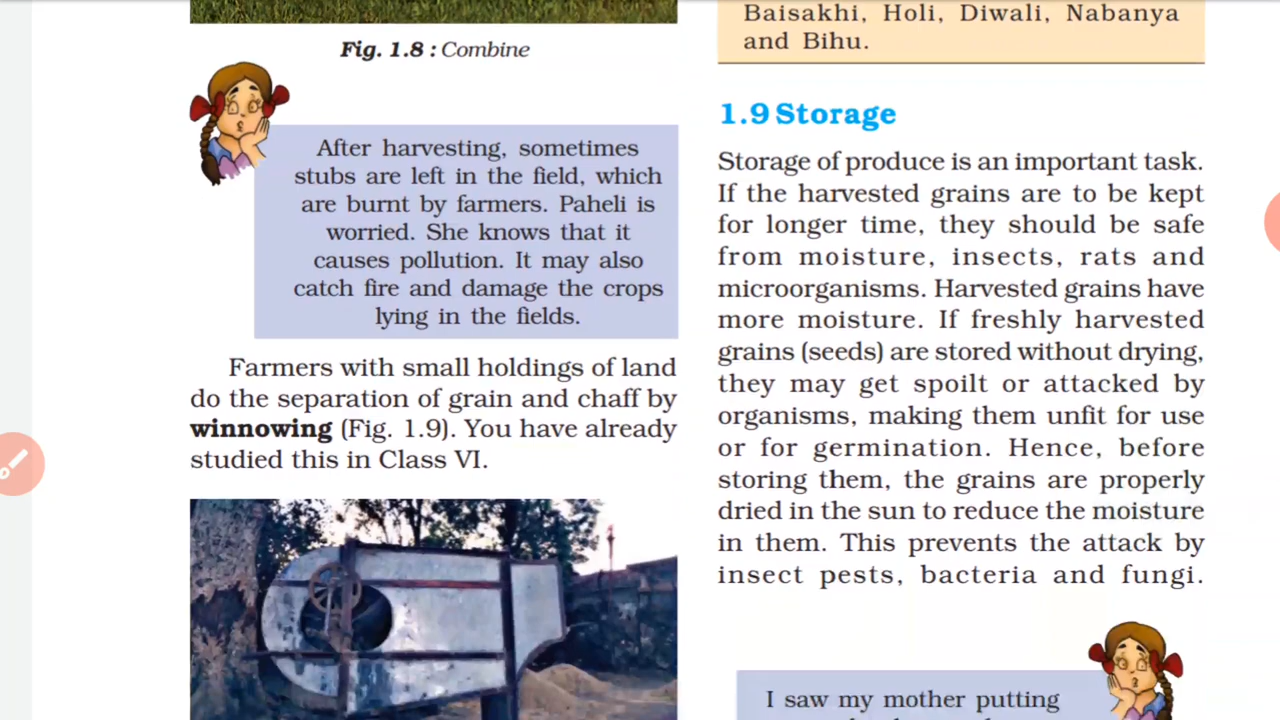 Fig. 1.8 : Combine
After harvesting, sometimes
stubs are left in the field, which
are burnt by farmers. Paheli is
worried. She knows that it
causes pollution. It may also
catch fire and damage the crops
lying in the fields.
Farmers with small holdings of land
do the separation of grain and chaff by
winnowing (Fig. 1.9). You have already
studied this in Class VI.
Baisakhi, Holi, Diwali, Nabanya
and Bihu.
1.9 Storage
Storage of produce is an important task.
If the harvested grains are to be kept
for longer time, they should be safe
from moisture, insects, rats and
microorganisms. Harvested grains have
more moisture. If freshly harvested
grains (seeds) are stored without drying,
they may get spoilt or attacked by
organisms, making them unfit for use
or for germination. Hence, before
storing them, the grains are properly
dried in the sun to reduce the moisture
in them. This prevents the attack by
insect pests, bacteria and fungi.
I saw my mother putting